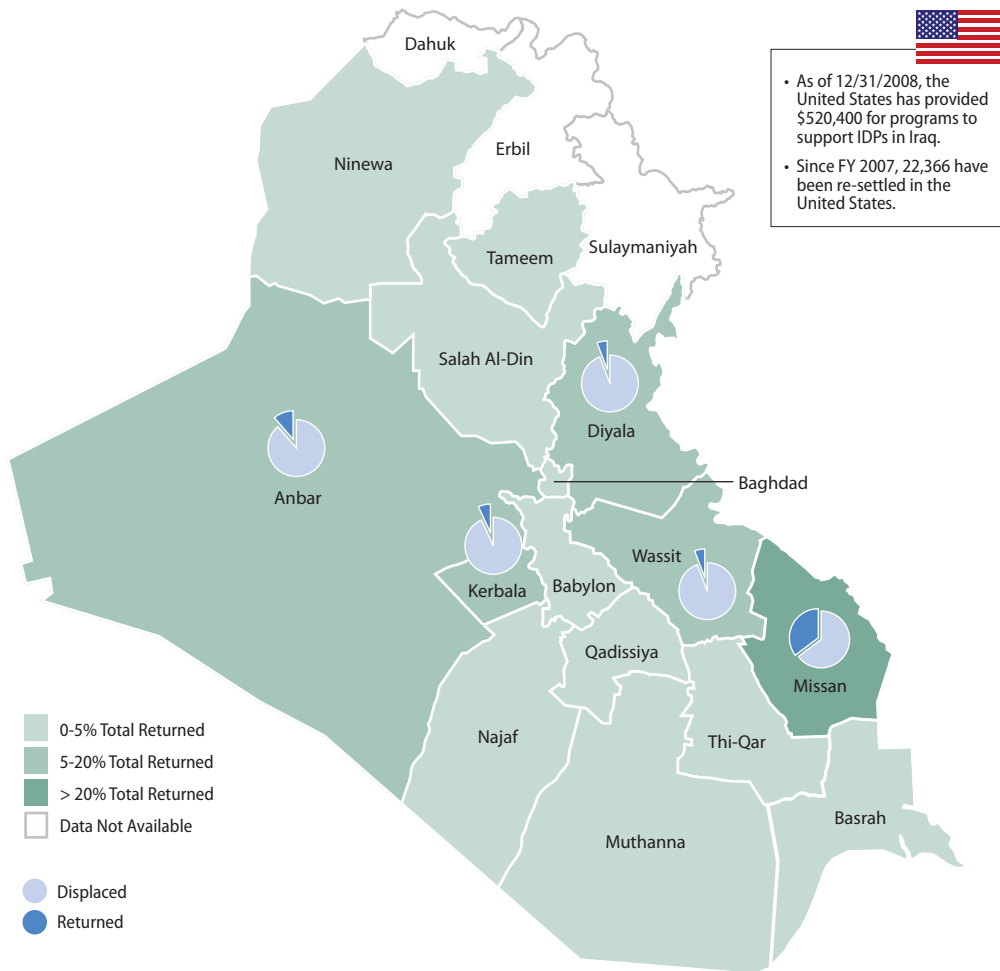 Dahuk
• As of 12/31/2008, the
United States has provided
$520,400 for programs to
support IDPs in Iraq.
• Since FY 2007, 22,366 have
been re-settled in the
United States.
Erbil
Ninewa
Sulaymaniyah
Tameem
Salah Al-Din
Diyala
Baghdad
Anbar
Wassit
Kerbala
Babylon
Qadissiya
Missan
Najaf
Thi-Qar
Basrah
Muthanna
0-5% Total Returned
5-20% Total Returned
> 20% Total Returned
Data Not Available
Displaced
Returned